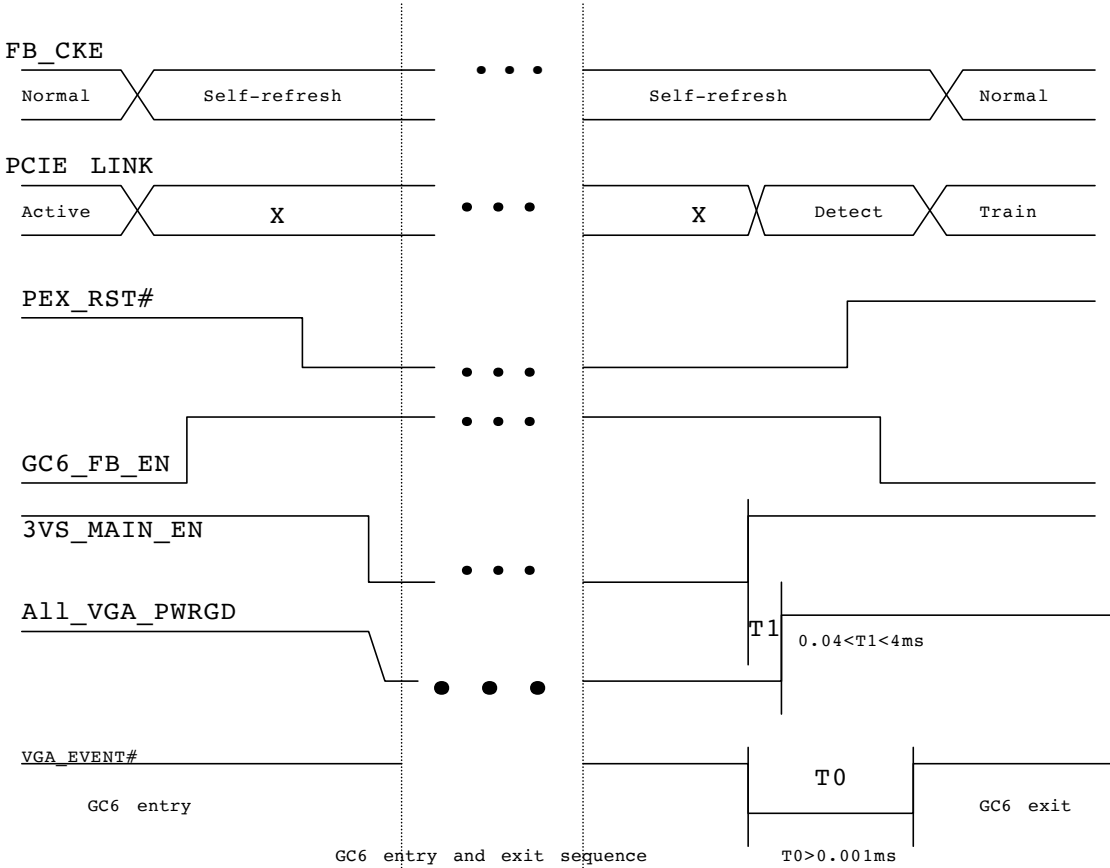 FB_CKE
Normal Self-refresh Self-refresh Normal
PCIE LINK
Active X X Detect Train
PEX_RST#
GC6_FB_EN
3VS_MAIN_EN
All_VGA_PWRGD
T1 0.04<T1<4ms
VGA_EVENT#
T0
GC6 entry GC6 exit
GC6 entry and exit sequence T0>0.001ms